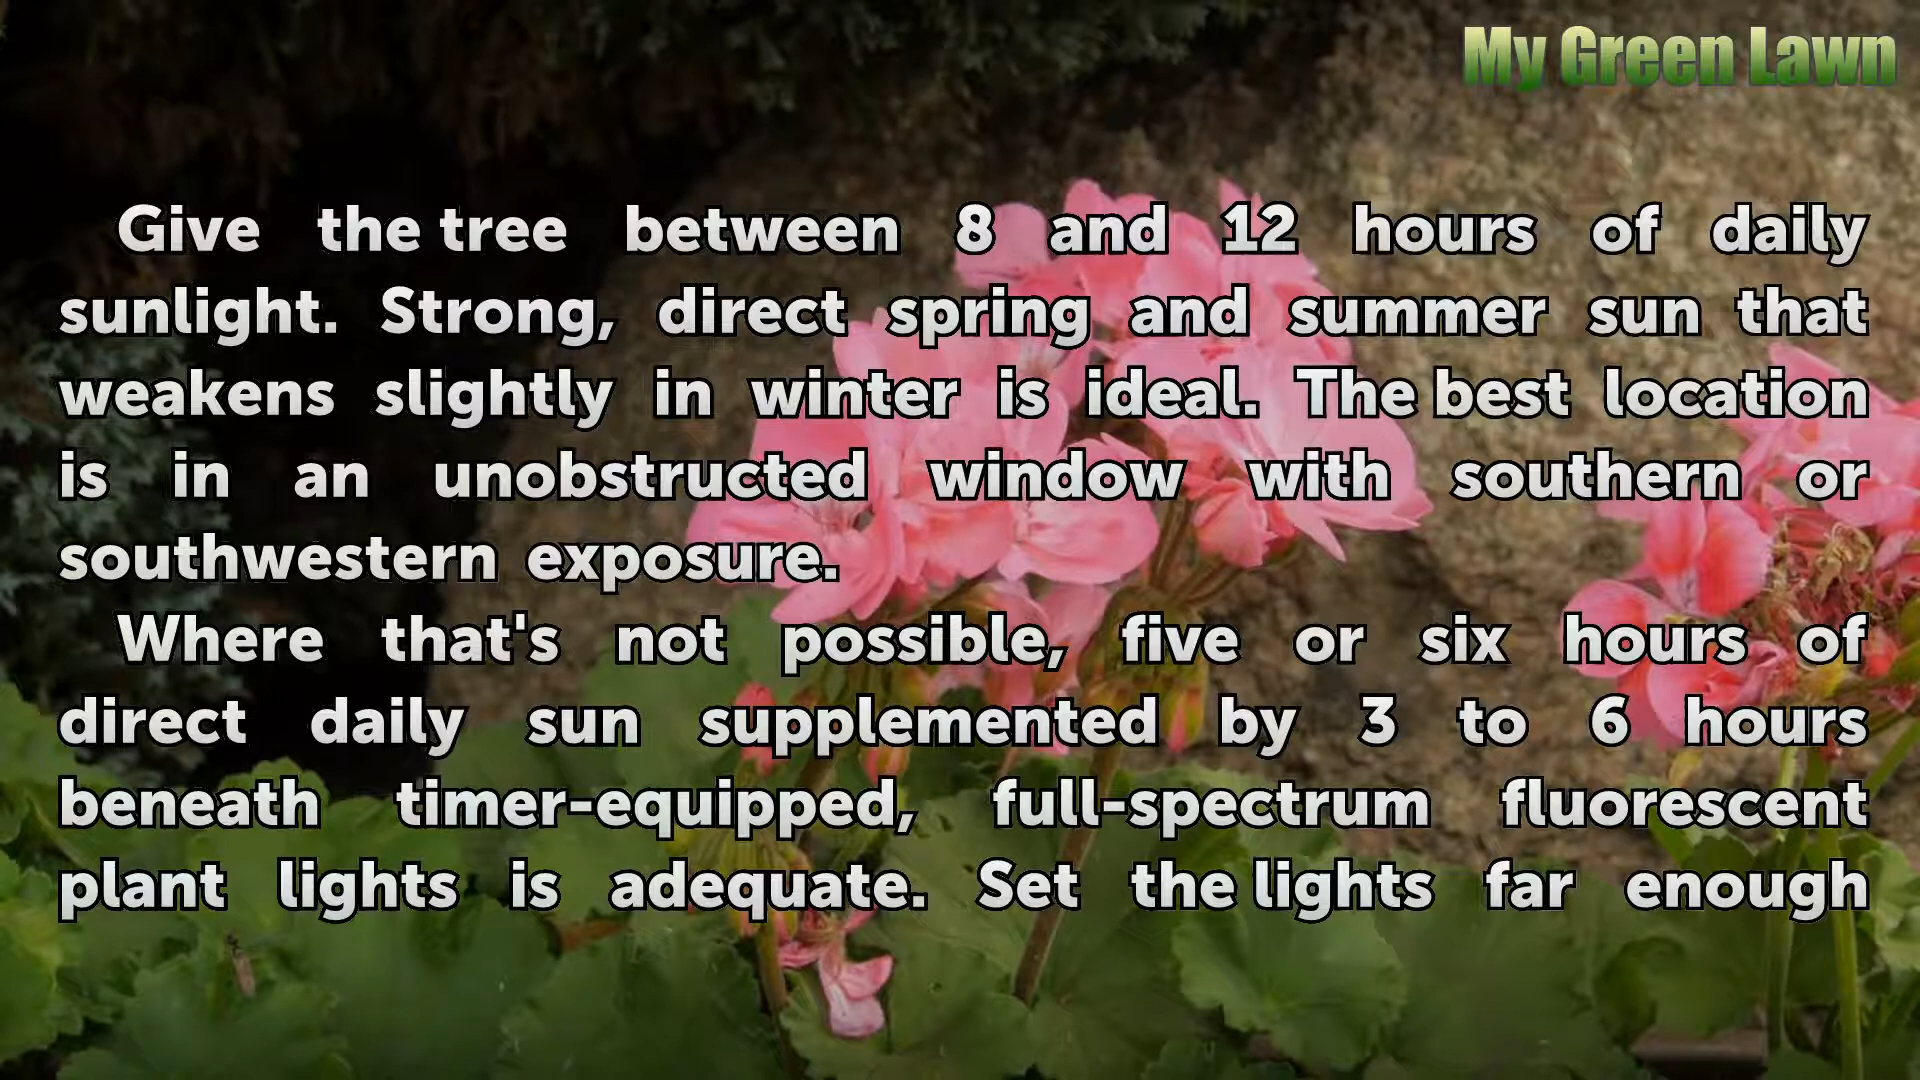 My Green Lawn
Give the tree between 8 and 12 hours of daily
sunlight. Strong, direct spring and summer sun that
weakens slightly in winter is ideal. The best location
is in an unobstructed window with southern or
southwestern exposure.
Where that's not possible, five or six hours of
direct daily sun supplemented by 3 to 6 hours
beneath timer-equipped, full-spectrum fluorescent
plant lights is adequate. Set the lights far enough